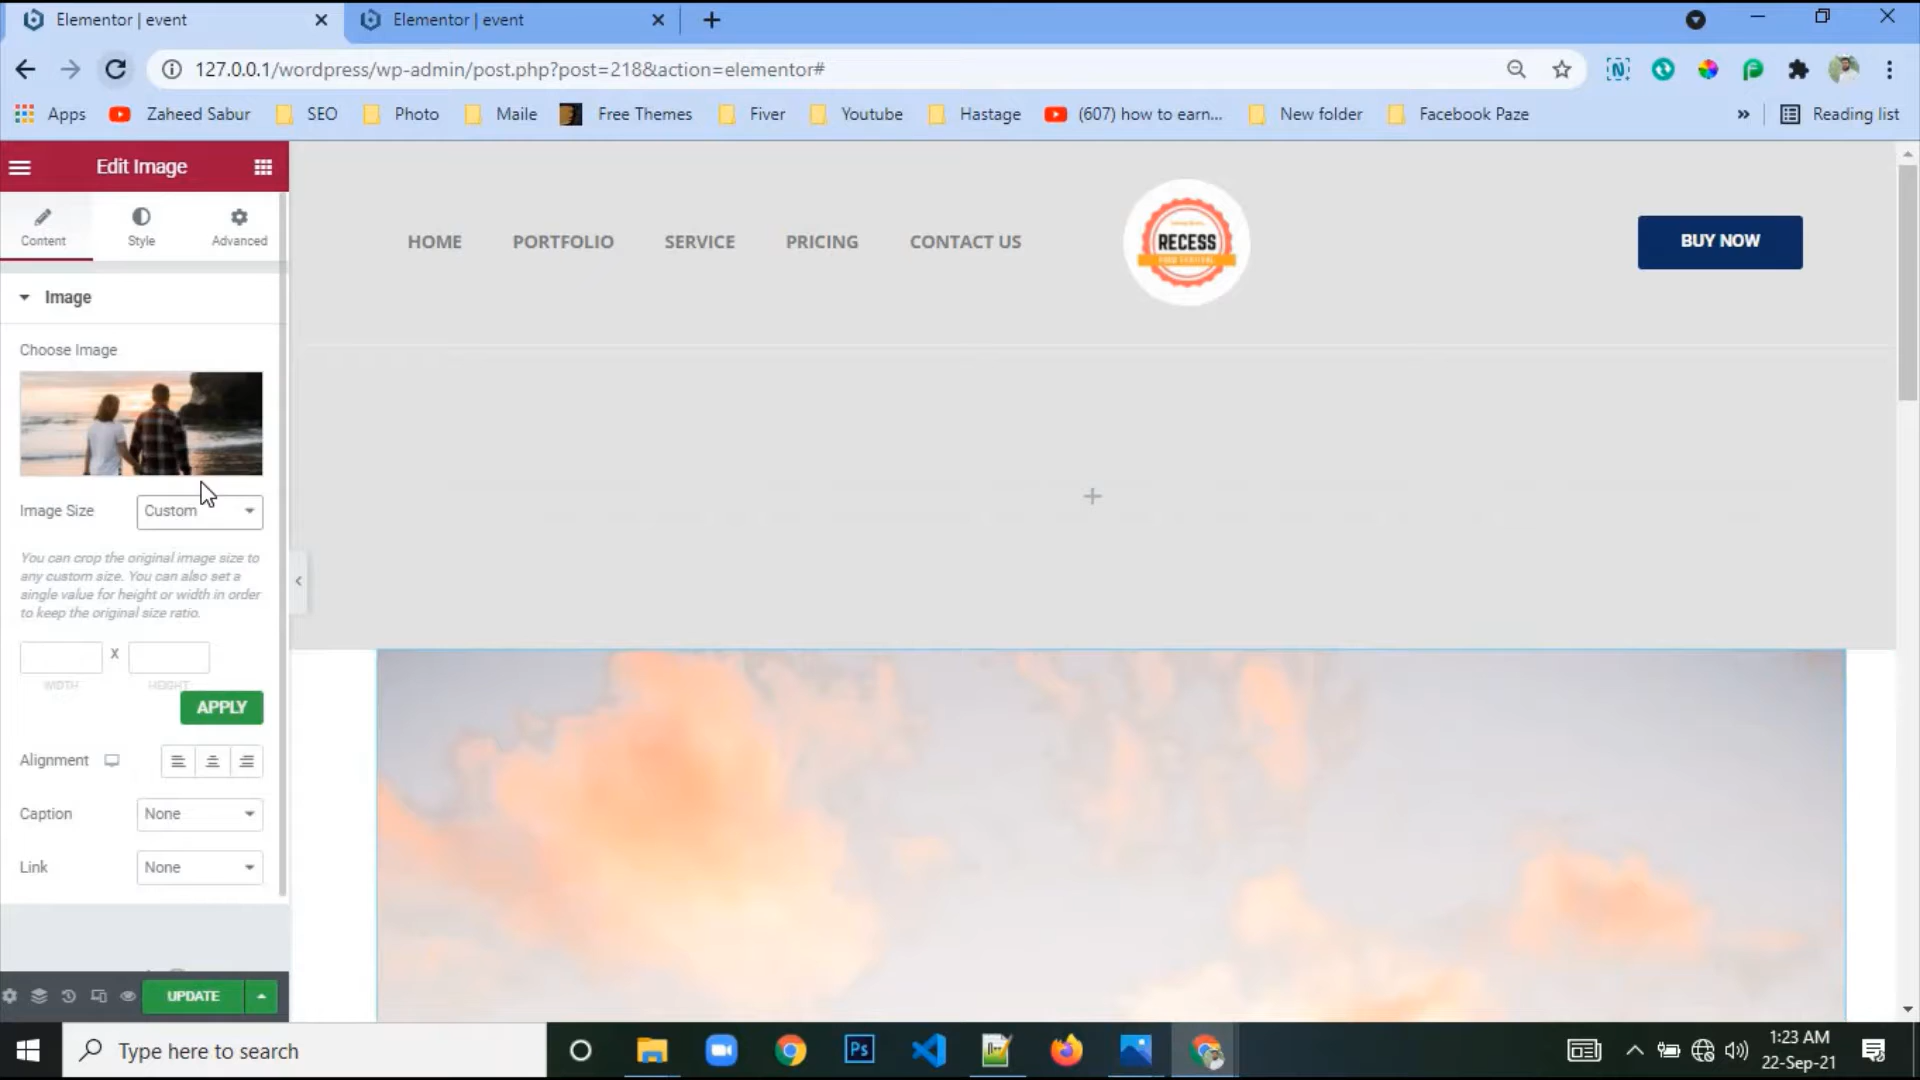 Elementor | event
Elementor | event
127.0.0.1/wordpress/wp-admin/post.php?post=218&action=elementor#
Apps
Zaheed Sabur
SEO
Photo
Maile
Free Themes
Fiver
Youtube
Hastage
(607) how to earn...
New folder
Facebook Paze
»
Reading list
Edit Image
Content
Style
Advanced
HOME
PORTFOLIO
SERVICE
PRICING
CONTACT US
RECESS
FOOD FESTIVAL
BUY NOW
Image
Choose Image
Image Size
Custom
You can crop the original image size to
any custom size. You can also set a
single value for height or width in order
to keep the original size ratio.
X
WIDTH
HEIGHT
APPLY
Alignment
Caption
None
Link
None
UPDATE
Type here to search
Ps
1:23 AM
22-Sep-21